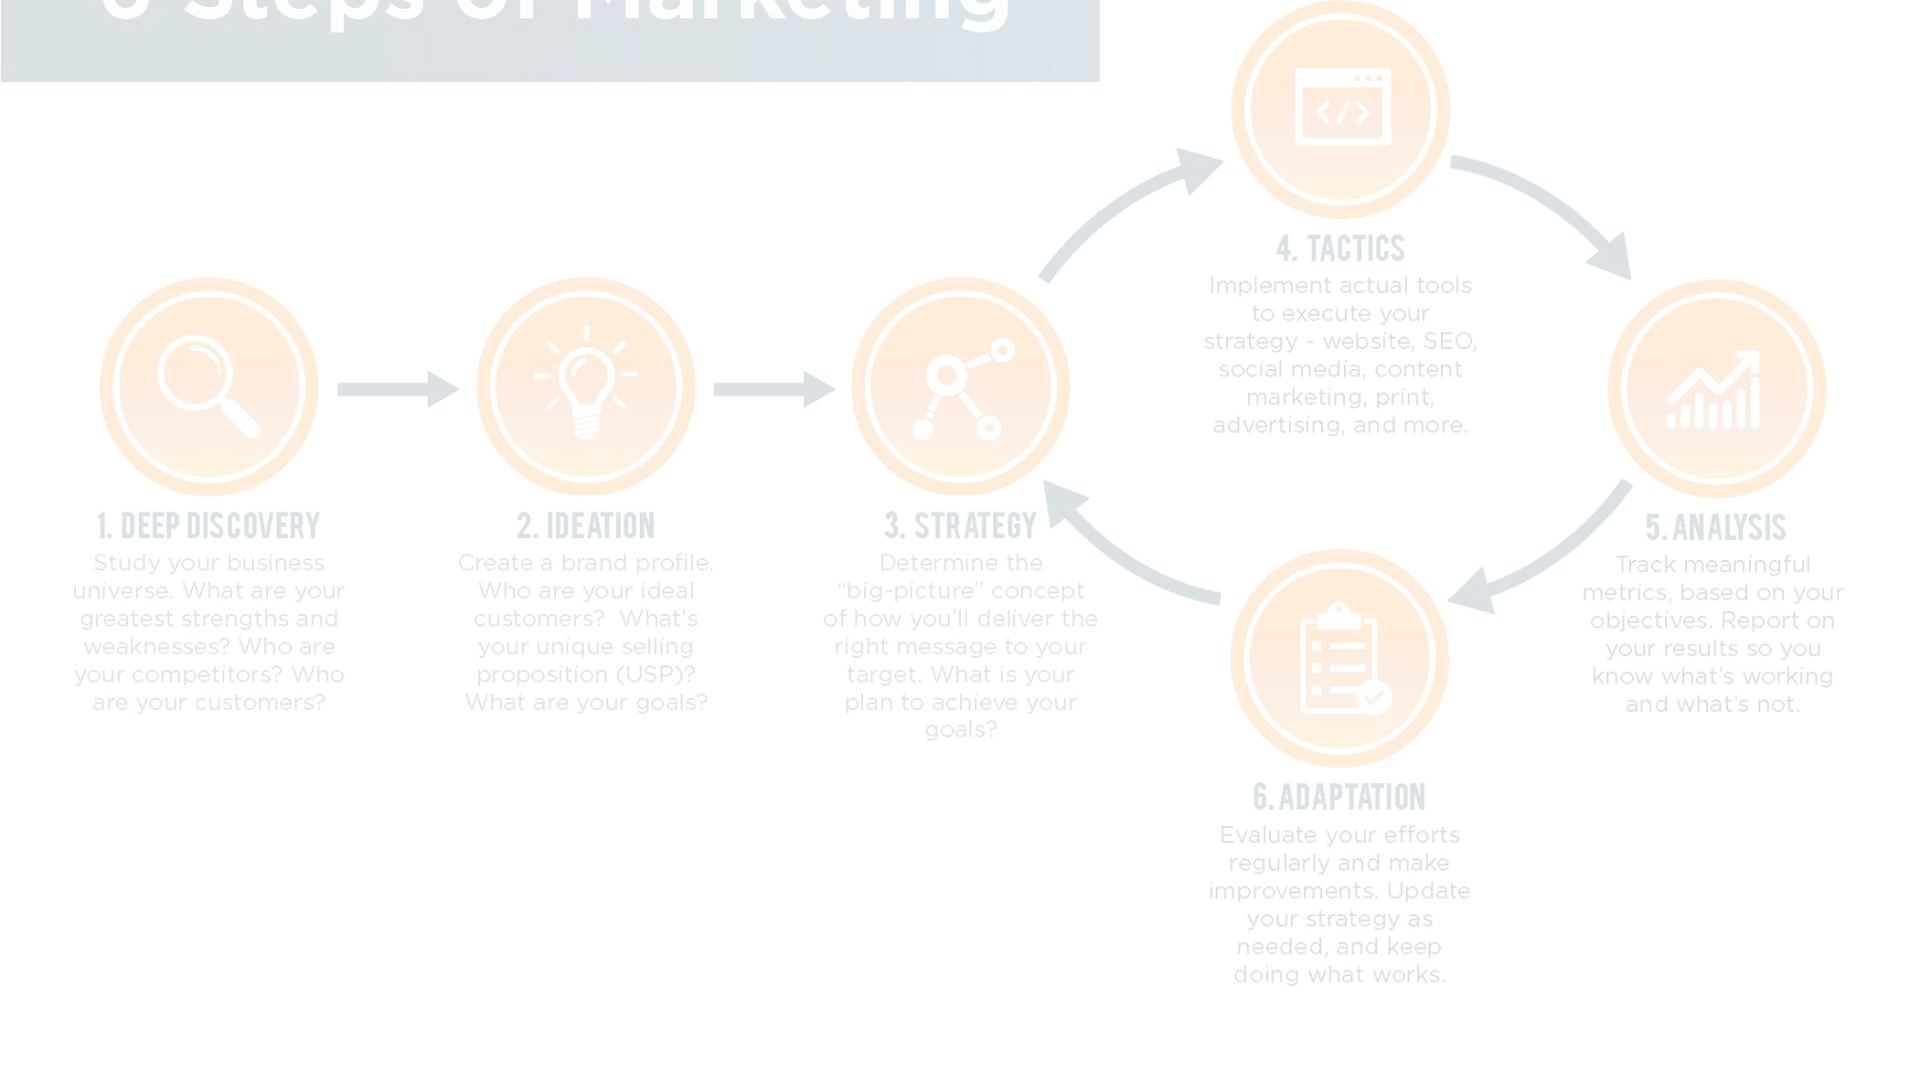 6 Steps of Marketing
1. DEEP DISCOVERY
Study your business
universe. What are your
greatest strengths and
weaknesses? Who are
your competitors? Who
are your customers?
2. IDEATION
Create a brand profile.
Who are your ideal
customers? What's
your unique selling
proposition (USP)?
What are your goals?
3. STRATEGY
Determine the
“big-picture” concept
of how you'll deliver the
right message to your
target. What is your
plan to achieve your
goals?
</>
4. TACTICS
Implement actual tools
to execute your
strategy - website, SEO,
social media, content
marketing, print,
advertising, and more.
5. ANALYSIS
Track meaningful
metrics, based on your
objectives. Report on
your results so you
know what's working
and what's not.
6. ADAPTATION
Evaluate your efforts
regularly and make
improvements. Update
your strategy as
needed, and keep
doing what works.